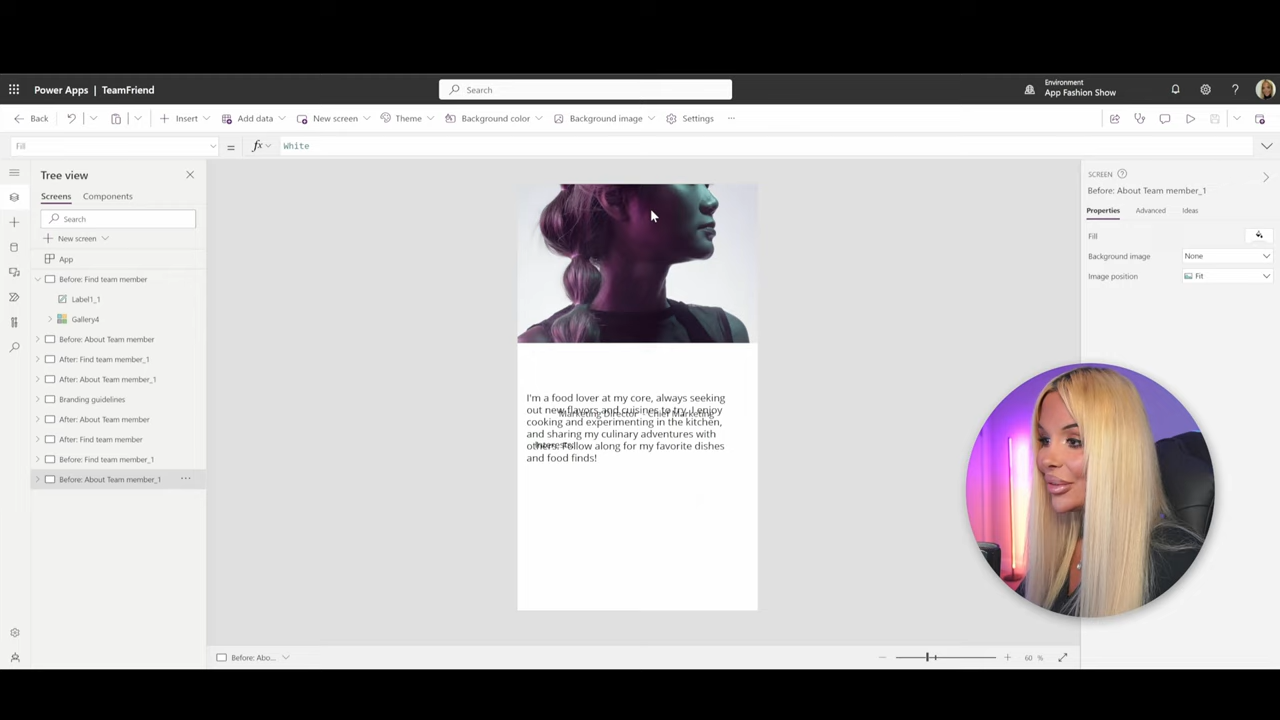 Power Apps | TeamFriend
Search
Environment
App Fashion Show
Back
Insert
Add data
New screen
Theme
Background color
Background image
Settings
Fill
=
fx
White
Tree view
Screens
Components
Search
New screen
App
Before: Find team member
Label1_1
Gallery4
Before: About Team member
After: Find team member_1
After: About Team member_1
Branding guidelines
After: About Team member
After: Find team member
Before: Find team member_1
Before: About Team member_1
I'm a food lover at my core, always seeking
out new flavors and cuisines to try. I enjoy
Marketing Director
Chief Marketing
cooking and experimenting in the kitchen,
and sharing my culinary adventures with
others. Follow along for my favorite dishes
and food finds!
SCREEN
Before: About Team member_1
Properties
Advanced
Ideas
Fill
Background image
None
Image position
Fit
Before: Abo...
60 %